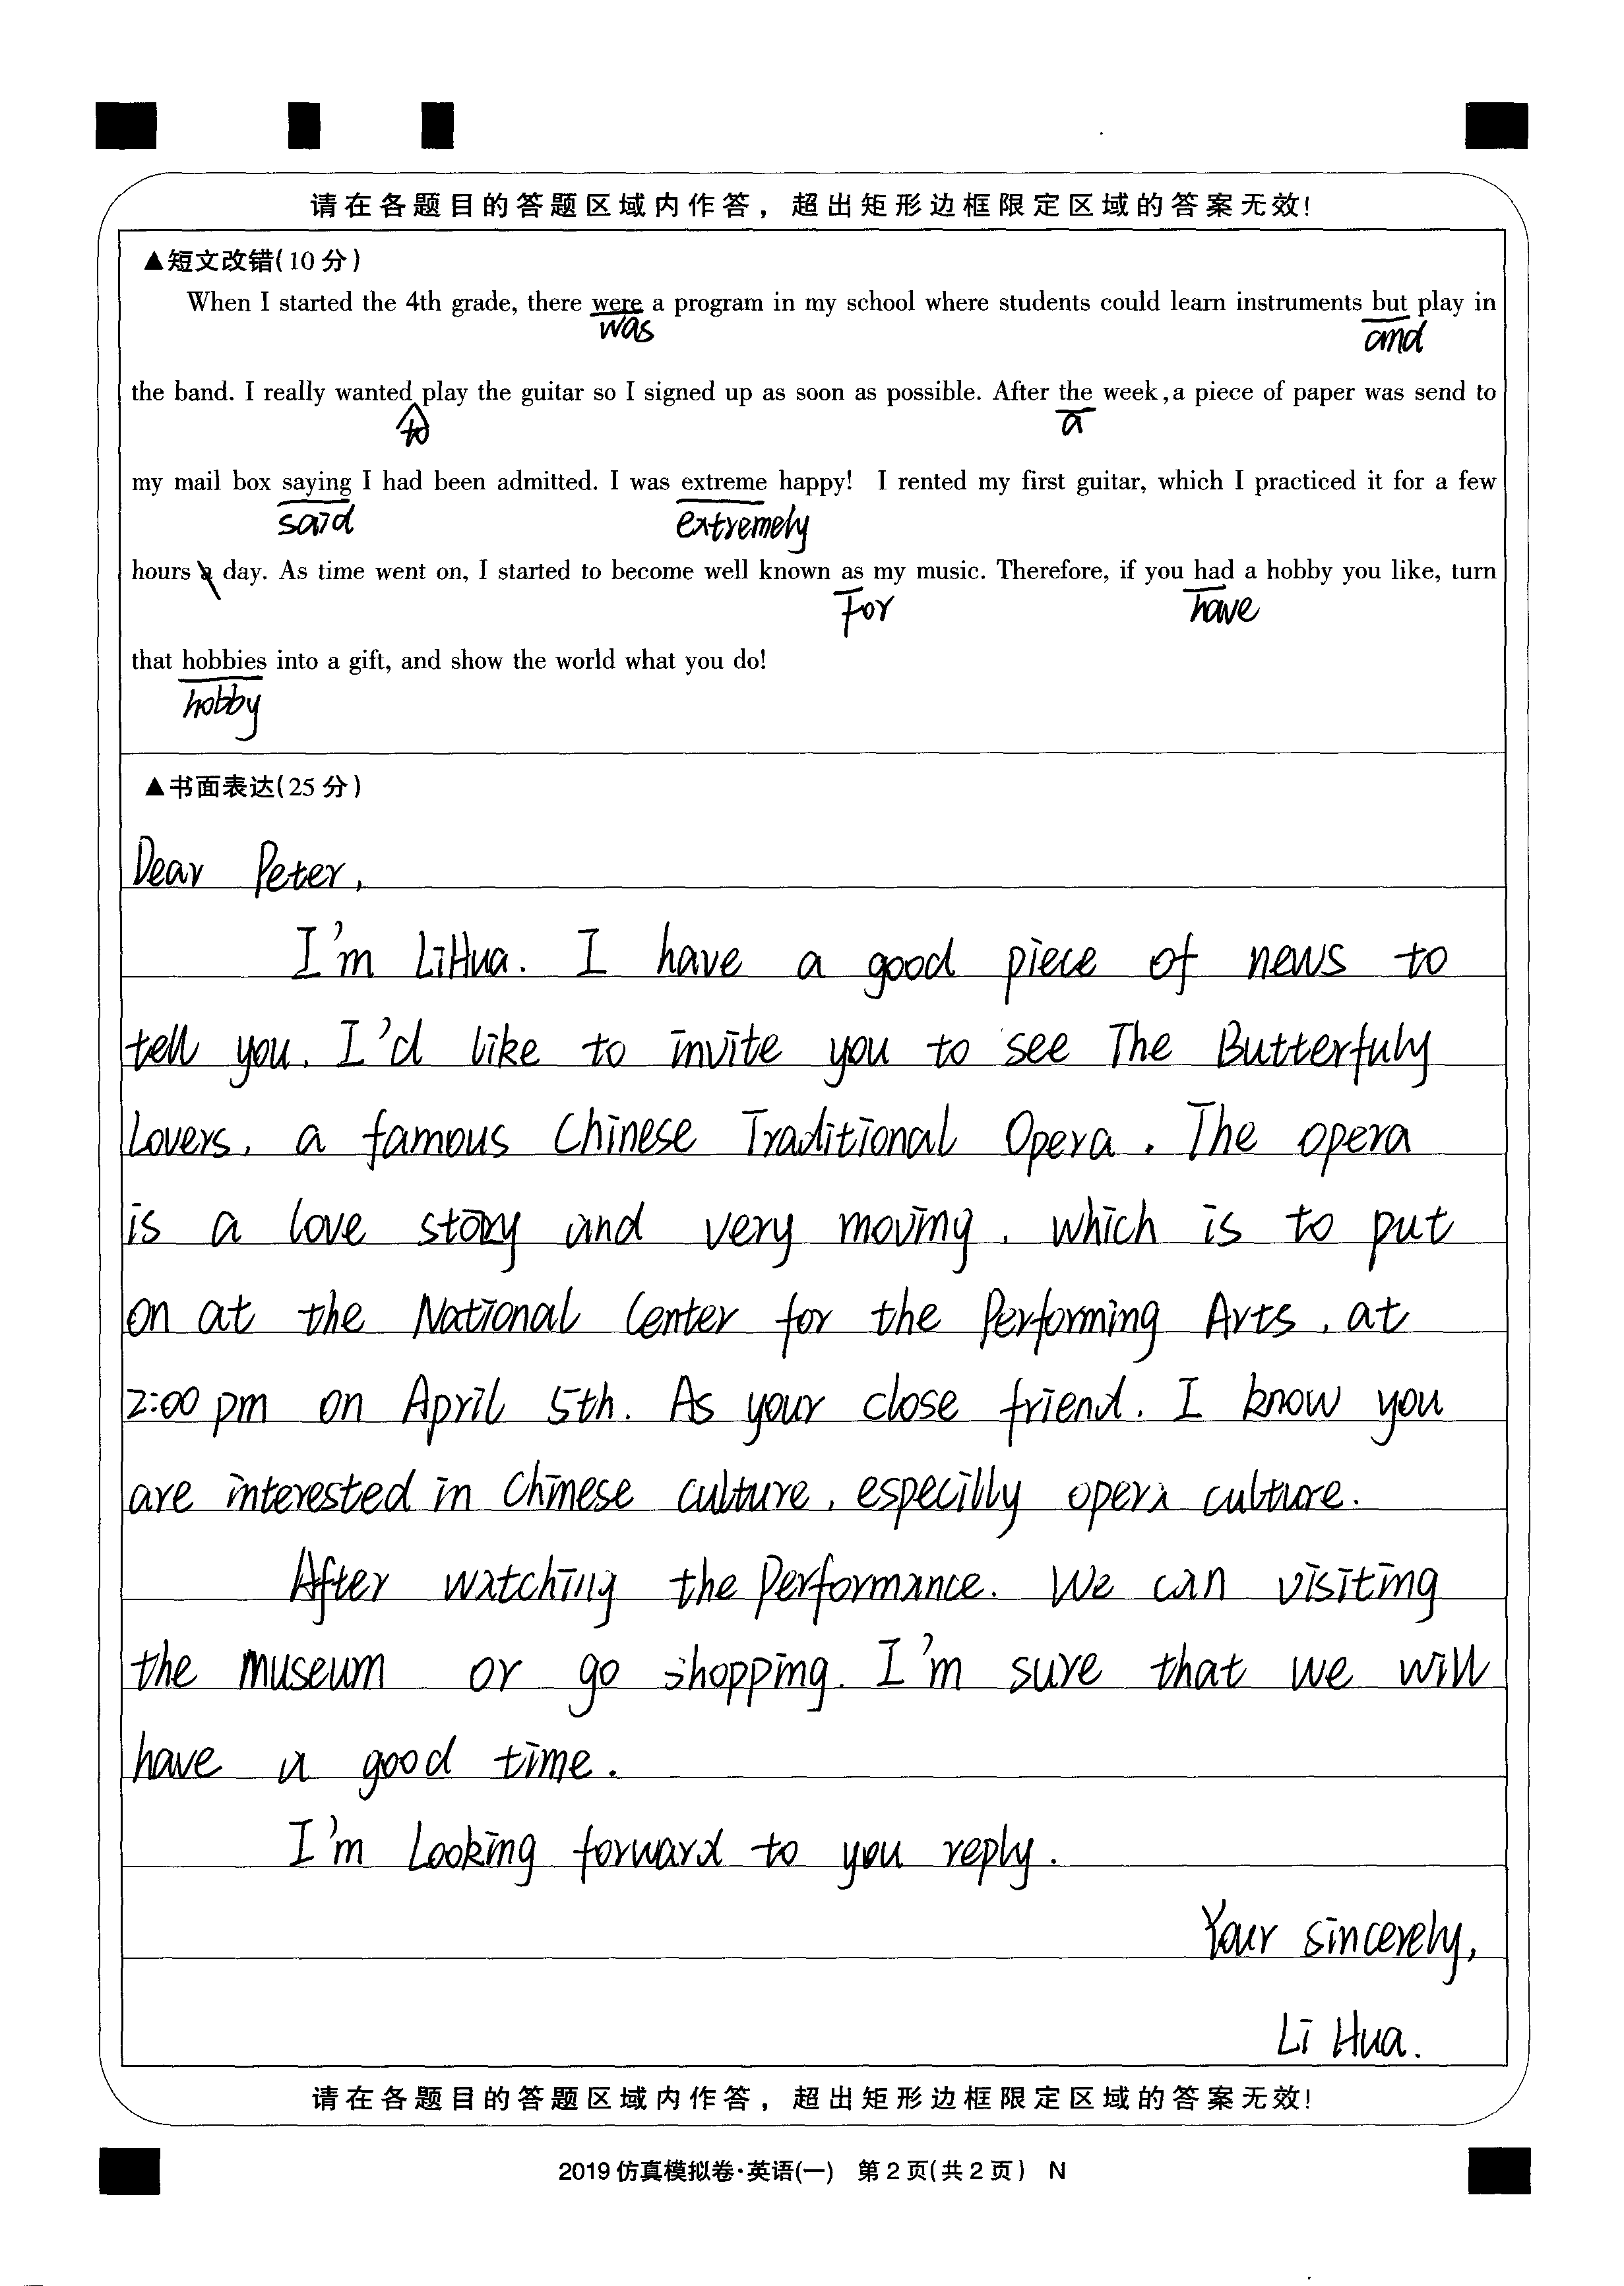 请在各题目的答题区域内作答，超出矩形边框限定区域的答案无效!
▲短文改错(10分)
When I started the 4th grade, there were a program in my school where students could learn instruments but play in
was
and
the band. I really wanted play the guitar so I signed up as soon as possible. After the week,a piece of paper was send to
to
a
my mail box saying I had been admitted. I was extreme happy! I rented my first guitar, which I practiced it for a few
said
extremely
hours a day. As time went on, I started to become well known as my music. Therefore, if you had a hobby you like, turn
For
have
that hobbies into a gift, and show the world what you do!
hobby
▲书面表达(25分)
Dear Peter,
I'm LiHua. I have a good piece of news to
tell you. I'd like to invite you to see The Butterfuly
Lovers, a famous Chinese Traditional Opera. The opera
is a love story and very moving, which is to put
on at the National Center for the Performing Arts, at
2:00 pm on April 5th. As your close friend. I know you
are interested in Chinese culture, especilly opera culture.
After watching the Performance. We can visiting
the museum or go shopping. I'm sure that we will
have a good time.
I'm Looking forward to you reply.
Your sincerely,
Li Hua.
请在各题目的答题区域内作答，超出矩形边框限定区域的答案无效!
2019仿真模拟卷·英语(一) 第2页(共2页) N